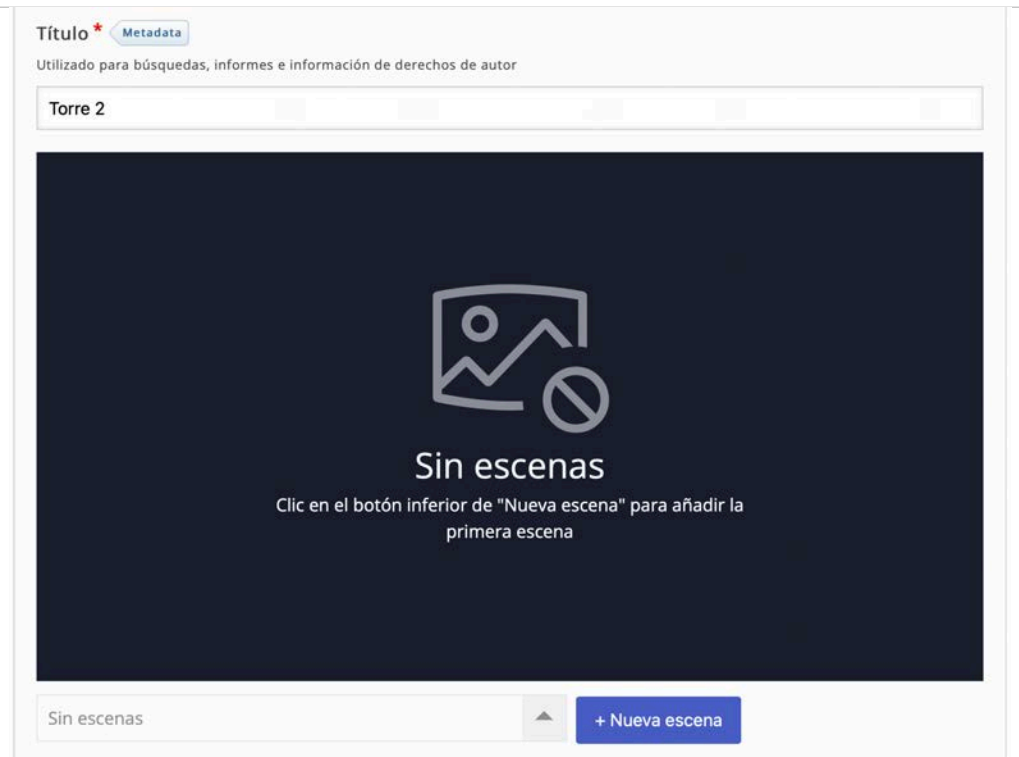 Título * Metadata
Utilizado para búsquedas, informes e información de derechos de autor
Torre 2
Sin escenas
Clic en el botón inferior de "Nueva escena" para añadir la
primera escena
Sin escenas
+ Nueva escena